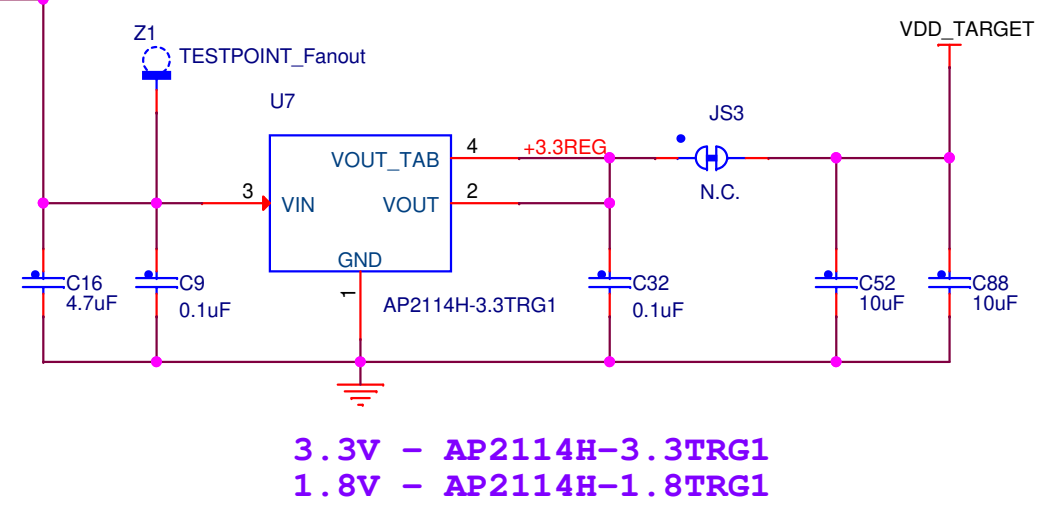 VDD_TARGET
Z1
TESTPOINT_Fanout
U7
JS3
VOUT_TAB
4
+3.3REG
3
VIN
VOUT
2
N.C.
GND
1
C16
4.7uF
C9
0.1uF
AP2114H-3.3TRG1
C32
0.1uF
C52
10uF
C88
10uF
3.3V - AP2114H-3.3TRG1
1.8V - AP2114H-1.8TRG1